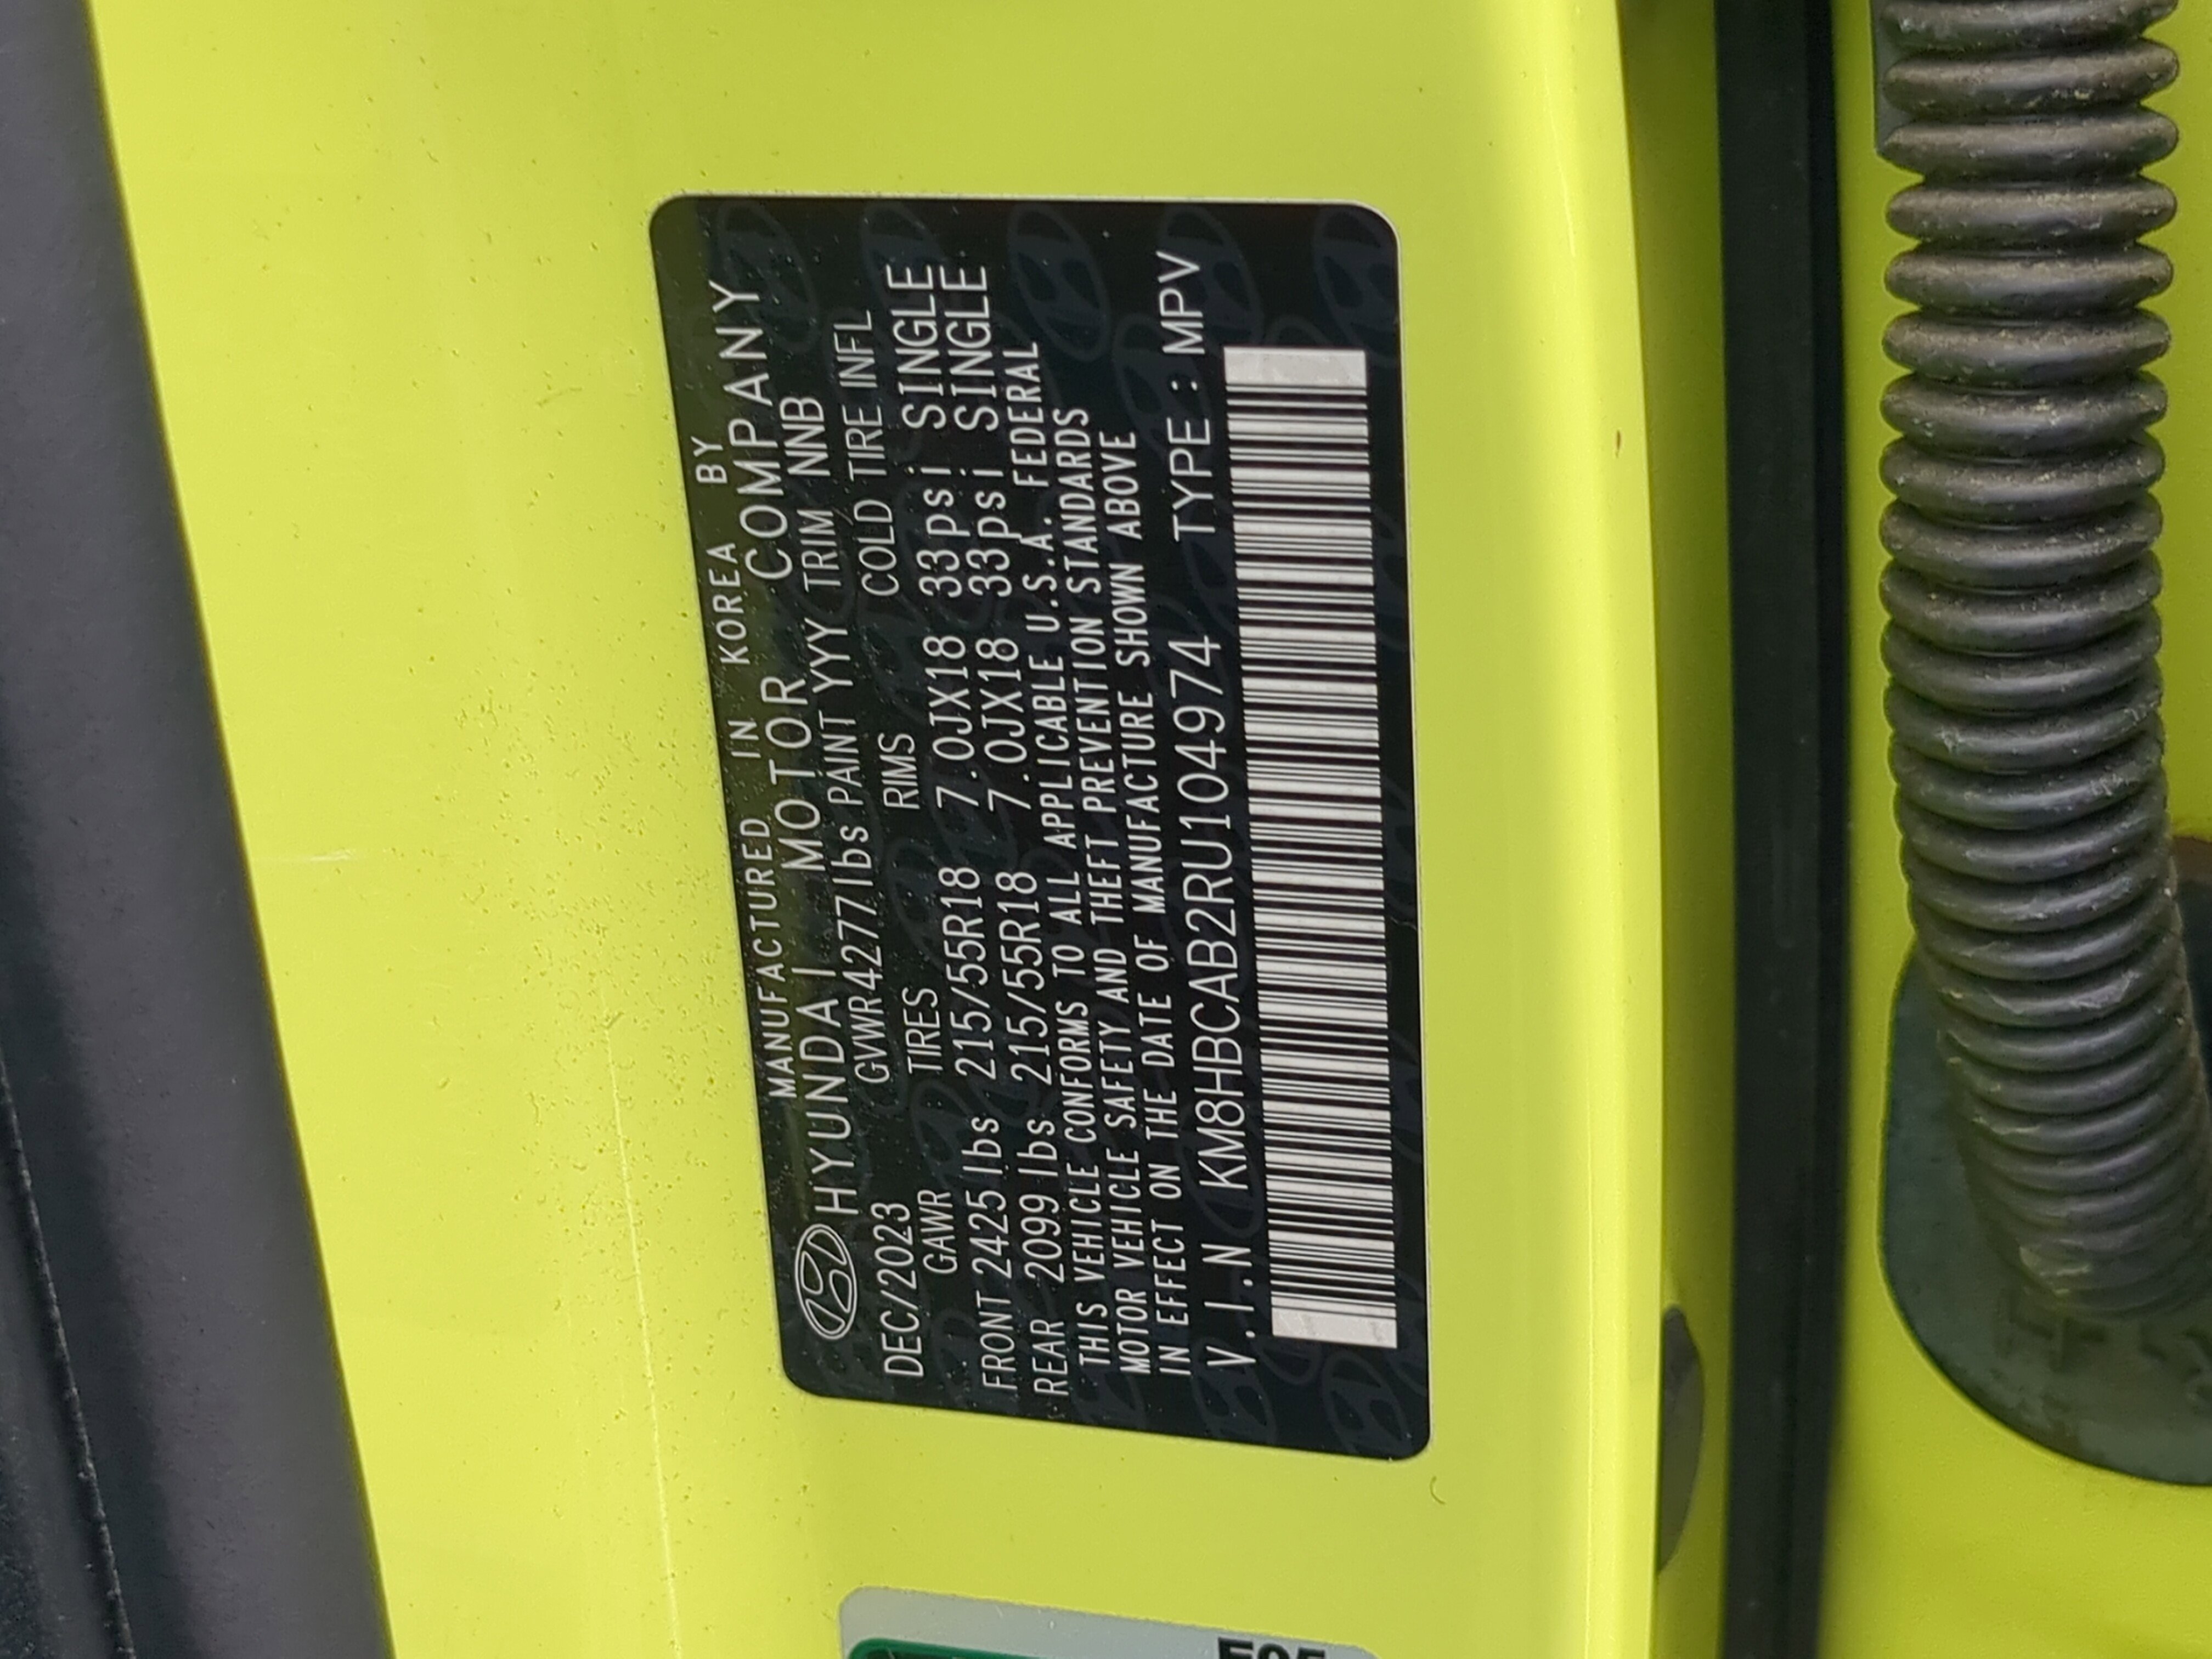 MANUFACTURED IN KOREA BY
HYUNDAI MOTOR COMPANY
DEC/2023 GVWR4277lbs PAINT YYY TRIM NNB
GAWR TIRES RIMS COLD TIRE INFL
FRONT 2425 lbs 215/55R18 7.0JX18 33psi SINGLE
REAR 2099 lbs 215/55R18 7.0JX18 33psi SINGLE
THIS VEHICLE CONFORMS TO ALL APPLICABLE U.S.A. FEDERAL
MOTOR VEHICLE SAFETY AND THEFT PREVENTION STANDARDS
IN EFFECT ON THE DATE OF MANUFACTURE SHOWN ABOVE
V.I.N KM8HBCAB2RU104974 TYPE : MPV